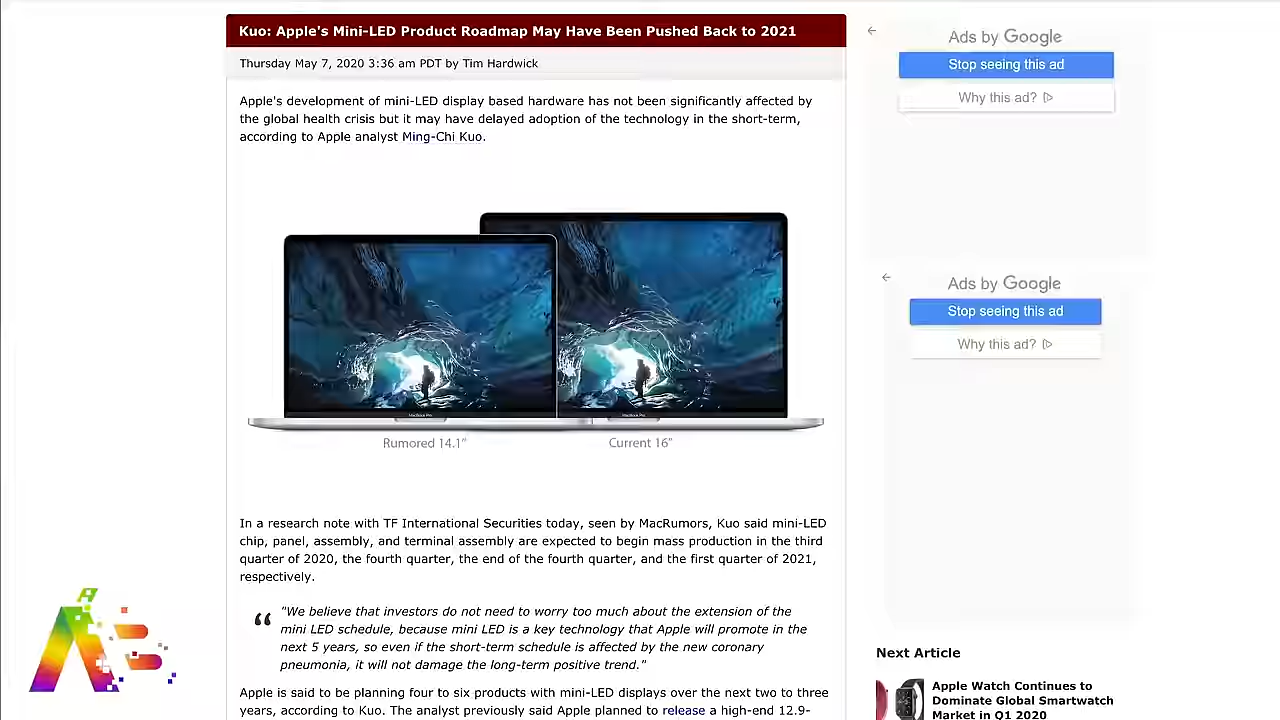 Kuo: Apple's Mini-LED Product Roadmap May Have Been Pushed Back to 2021
Thursday May 7, 2020 3:36 am PDT by Tim Hardwick
Apple's development of mini-LED display based hardware has not been significantly affected by
the global health crisis but it may have delayed adoption of the technology in the short-term,
according to Apple analyst Ming-Chi Kuo.
MacBook Pro
MacBook Pro
Rumored 14.1"
Current 16"
In a research note with TF International Securities today, seen by MacRumors, Kuo said mini-LED
chip, panel, assembly, and terminal assembly are expected to begin mass production in the third
quarter of 2020, the fourth quarter, the end of the fourth quarter, and the first quarter of 2021,
respectively.
"We believe that investors do not need to worry too much about the extension of the
mini LED schedule, because mini LED is a key technology that Apple will promote in the
next 5 years, so even if the short-term schedule is affected by the new coronary
pneumonia, it will not damage the long-term positive trend."
Apple is said to be planning four to six products with mini-LED displays over the next two to three
years, according to Kuo. The analyst previously said Apple planned to release a high-end 12.9-
Ads by Google
Stop seeing this ad
Why this ad?
Ads by Google
Stop seeing this ad
Why this ad?
Next Article
Apple Watch Continues to
Dominate Global Smartwatch
Market in Q1 2020